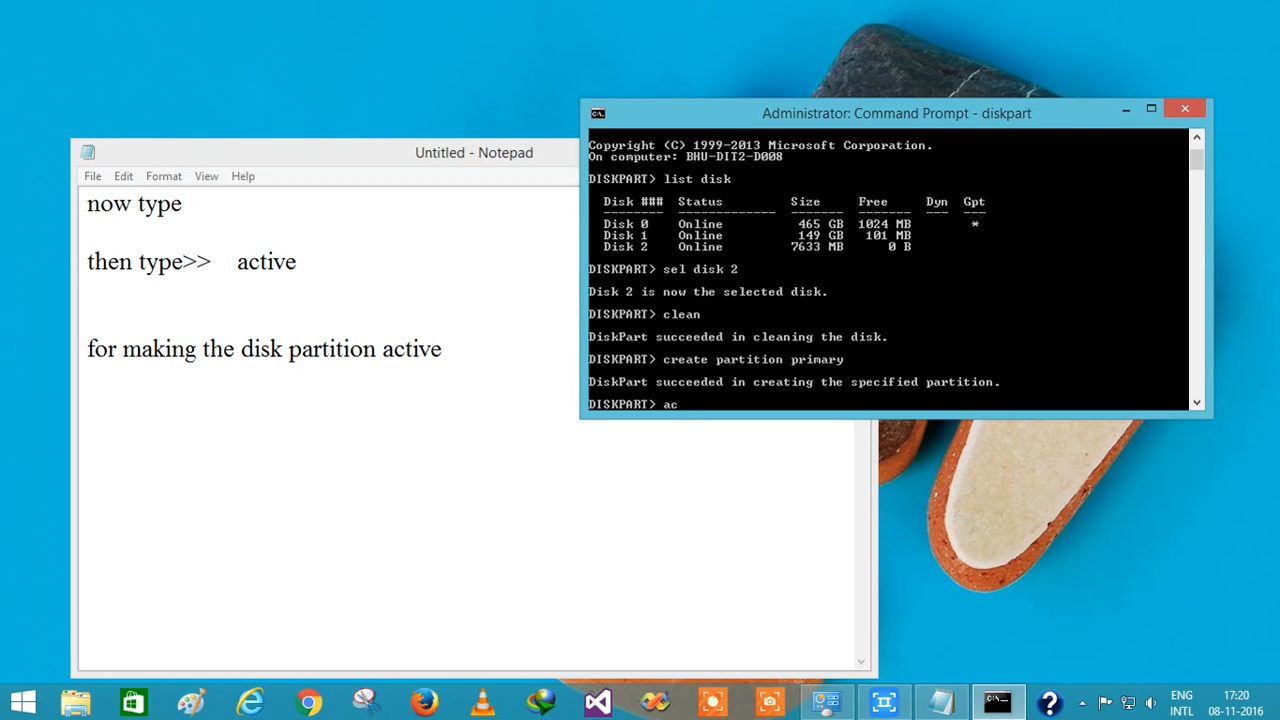 Untitled - Notepad
File Edit Format View Help
now type
then type>> active
for making the disk partition active
Administrator: Command Prompt - diskpart
Copyright (C) 1999-2013 Microsoft Corporation.
On computer: BHU-DIT2-D008
DISKPART> list disk
Disk ### Status Size Free Dyn Gpt
-------- ------------- ------- ------- --- ---
Disk 0 Online 465 GB 1024 MB *
Disk 1 Online 149 GB 101 MB
Disk 2 Online 7633 MB 0 B
DISKPART> sel disk 2
Disk 2 is now the selected disk.
DISKPART> clean
DiskPart succeeded in cleaning the disk.
DISKPART> create partition primary
DiskPart succeeded in creating the specified partition.
DISKPART> ac
ENG 17:20
INTL 08-11-2016